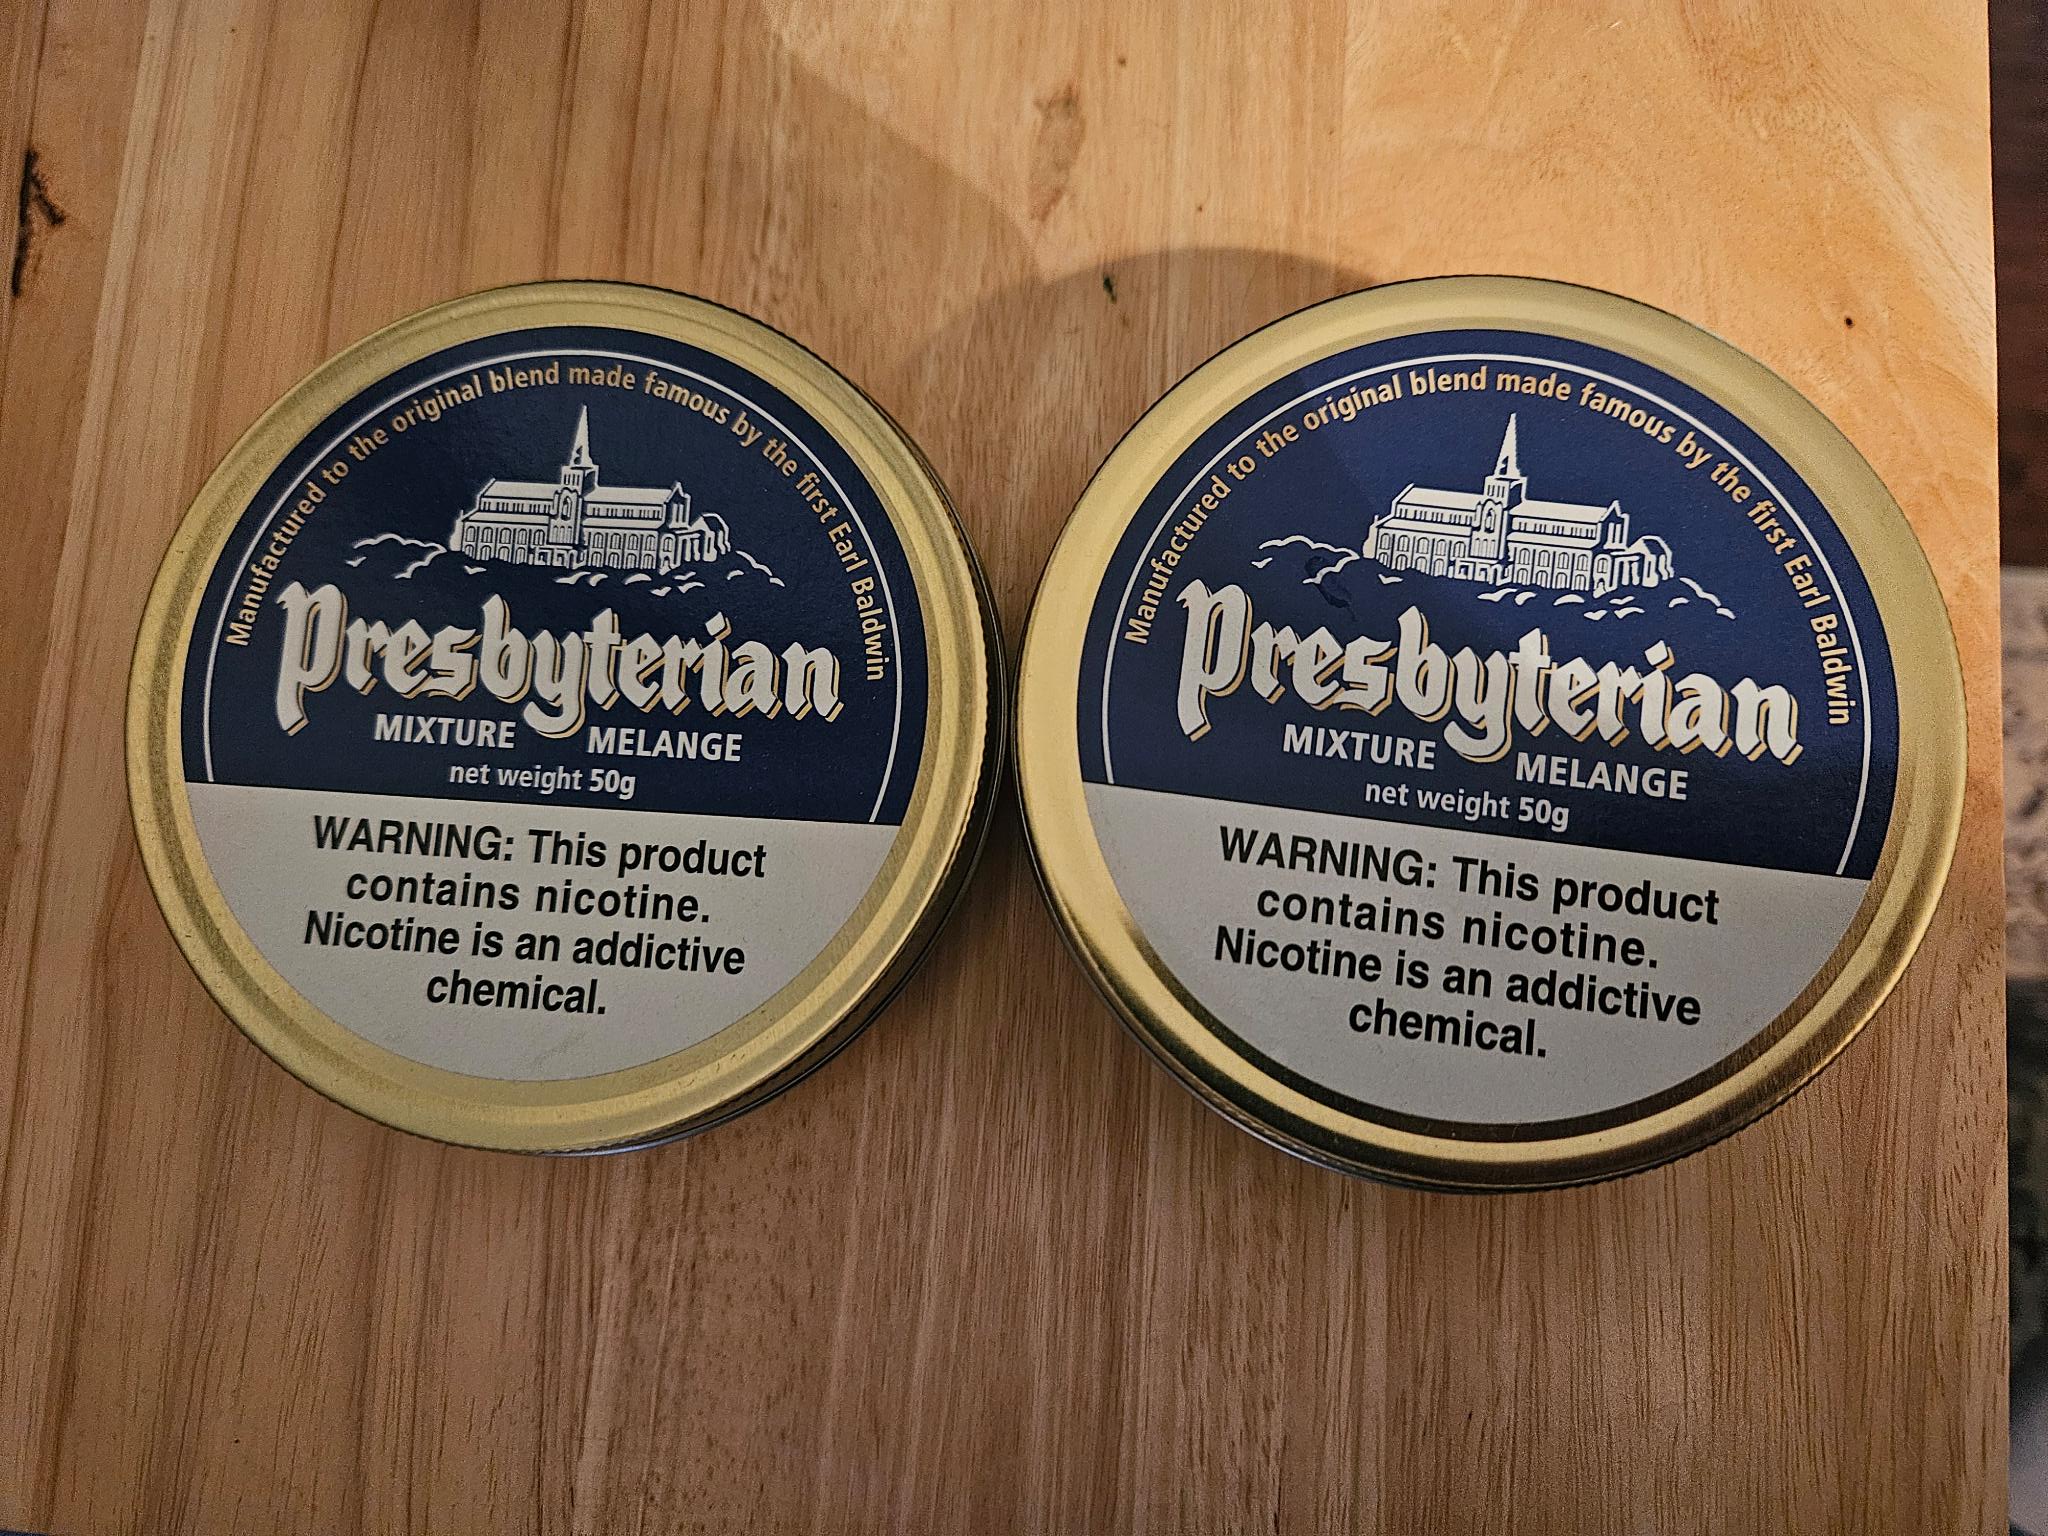 Manufactured to the original blend made famous by the first Earl Baldwin
Presbyterian
MIXTURE MELANGE
net weight 50g
WARNING: This product
contains nicotine.
Nicotine is an addictive
chemical.
Manufactured to the original blend made famous by the first Earl Baldwin
Presbyterian
MIXTURE MELANGE
net weight 50g
WARNING: This product
contains nicotine.
Nicotine is an addictive
chemical.